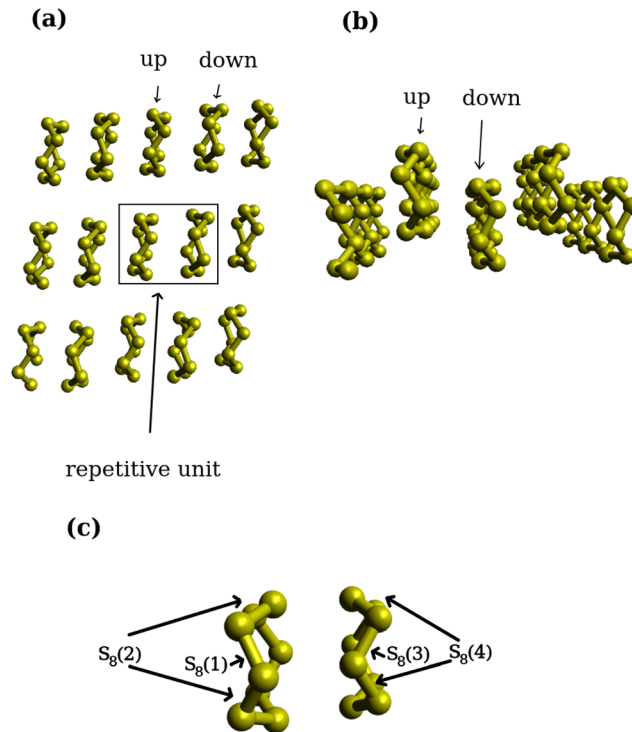 (a)
up down
(b)
up down
repetitive unit
(c)
S₈(2)
S₈(1)
S₈(3)
S₈(4)